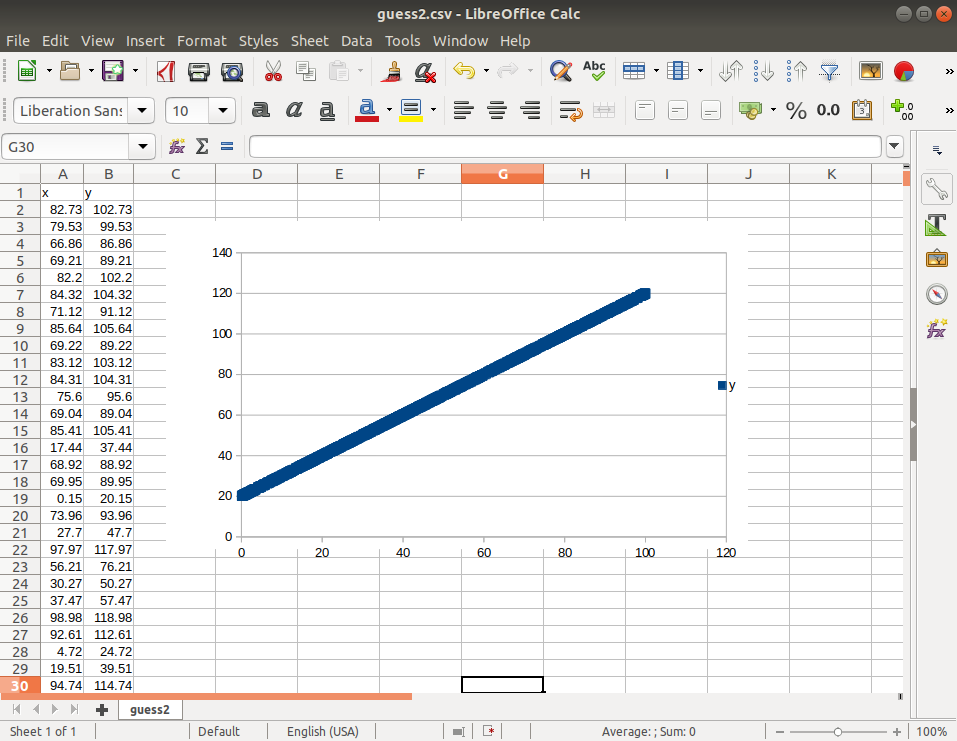 guess2.csv - LibreOffice Calc
File Edit View Insert Format Styles Sheet Data Tools Window Help
Abc
Liberation Sans 10 a a a a % 0.0 3 .00
G30 fx Σ =
A B C D E F G H I J K
1 x y
2 82.73 102.73
3 79.53 99.53
4 66.86 86.86
5 69.21 89.21
6 82.2 102.2
7 84.32 104.32
8 71.12 91.12
9 85.64 105.64
10 69.22 89.22
11 83.12 103.12
12 84.31 104.31
13 75.6 95.6
14 69.04 89.04
15 85.41 105.41
16 17.44 37.44
17 68.92 88.92
18 69.95 89.95
19 0.15 20.15
20 73.96 93.96
21 27.7 47.7
22 97.97 117.97
23 56.21 76.21
24 30.27 50.27
25 37.47 57.47
26 98.98 118.98
27 92.61 112.61
28 4.72 24.72
29 19.51 39.51
30 94.74 114.74
140
120
100
80
60
40
20
0
0 20 40 60 80 100 120
y
guess2
Sheet 1 of 1 Default English (USA) Average: ; Sum: 0 100%